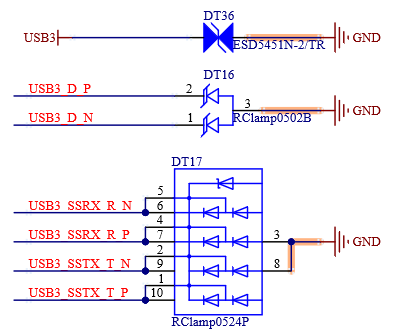 DT36
USB3
GND
ESD5451N-2/TR
DT16
USB3_D_P 2
3 GND
USB3_D_N 1
RClamp0502B
DT17
5
USB3_SSRX_R_N 6
4
USB3_SSRX_R_P 7 3 GND
2
USB3_SSTX_T_N 9 8
1
USB3_SSTX_T_P 10
RClamp0524P